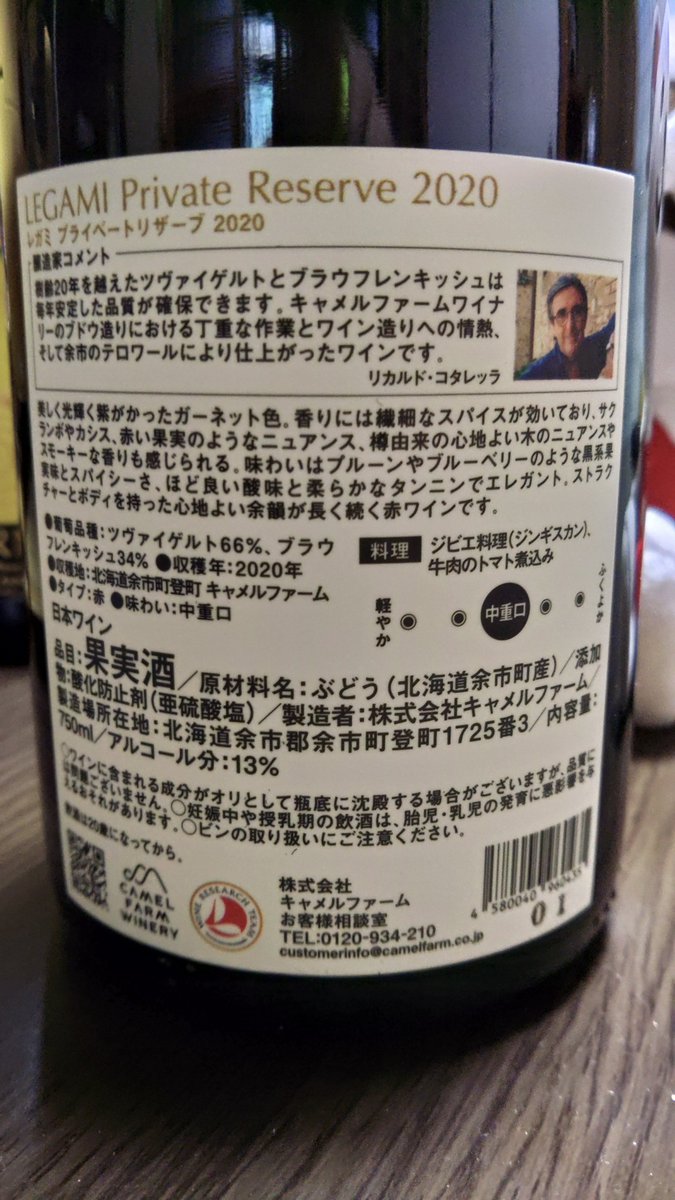 LEGAMI Private Reserve 2020
レガミ プライベートリザーブ 2020
醸造家コメント
樹齢20年を越えたツヴァイゲルトとブラウフレンキッシュは
毎年安定した品質が確保できます。キャメルファームワイナ
リーのブドウ造りにおける丁重な作業とワイン造りへの情熱、
そして余市のテロワールにより仕上がったワインです。
リカルド・コタレッラ
美しく光輝く紫がかったガーネット色。香りには繊細なスパイスが効いており、サク
ランボやカシス、赤い果実のようなニュアンス、樽由来の心地よい木のニュアンスや
スモーキーな香りも感じられる。味わいはプルーンやブルーベリーのような黒系果
実味とスパイシーさ、ほど良い酸味と柔らかなタンニンでエレガント。ストラク
チャーとボディを持った心地よい余韻が長く続く赤ワインです。
●葡萄品種：ツヴァイゲルト66%、ブラウ
フレンキッシュ34% ●収穫年：2020年
●収穫地：北海道余市町登町 キャメルファーム
●タイプ：赤 ●味わい：中重口
料理 ジビエ料理（ジンギスカン）、
牛肉のトマト煮込み
軽やか 中重口 ふくよか
日本ワイン
品目：果実酒／原材料名：ぶどう（北海道余市町産）／添加
物：酸化防止剤（亜硫酸塩）／製造者：株式会社キャメルファーム／
製造場所在地：北海道余市郡余市町登町1725番3／内容量：
750ml／アルコール分：13%
○ワインに含まれる成分がオリとして瓶底に沈殿する場合がございますが、品質に
は問題ございません。○妊娠中や授乳期の飲酒は、胎児・乳児の発育に悪影響を与
えるおそれがあります。○ビンの取り扱いにご注意ください。
飲酒は20歳になってから。
CAMEL
FARM
WINERY
WINE RESEARCH TEAM
株式会社
キャメルファーム
お客様相談室
TEL:0120-934-210
customerinfo@camelfarm.co.jp
4 580040 960435
01